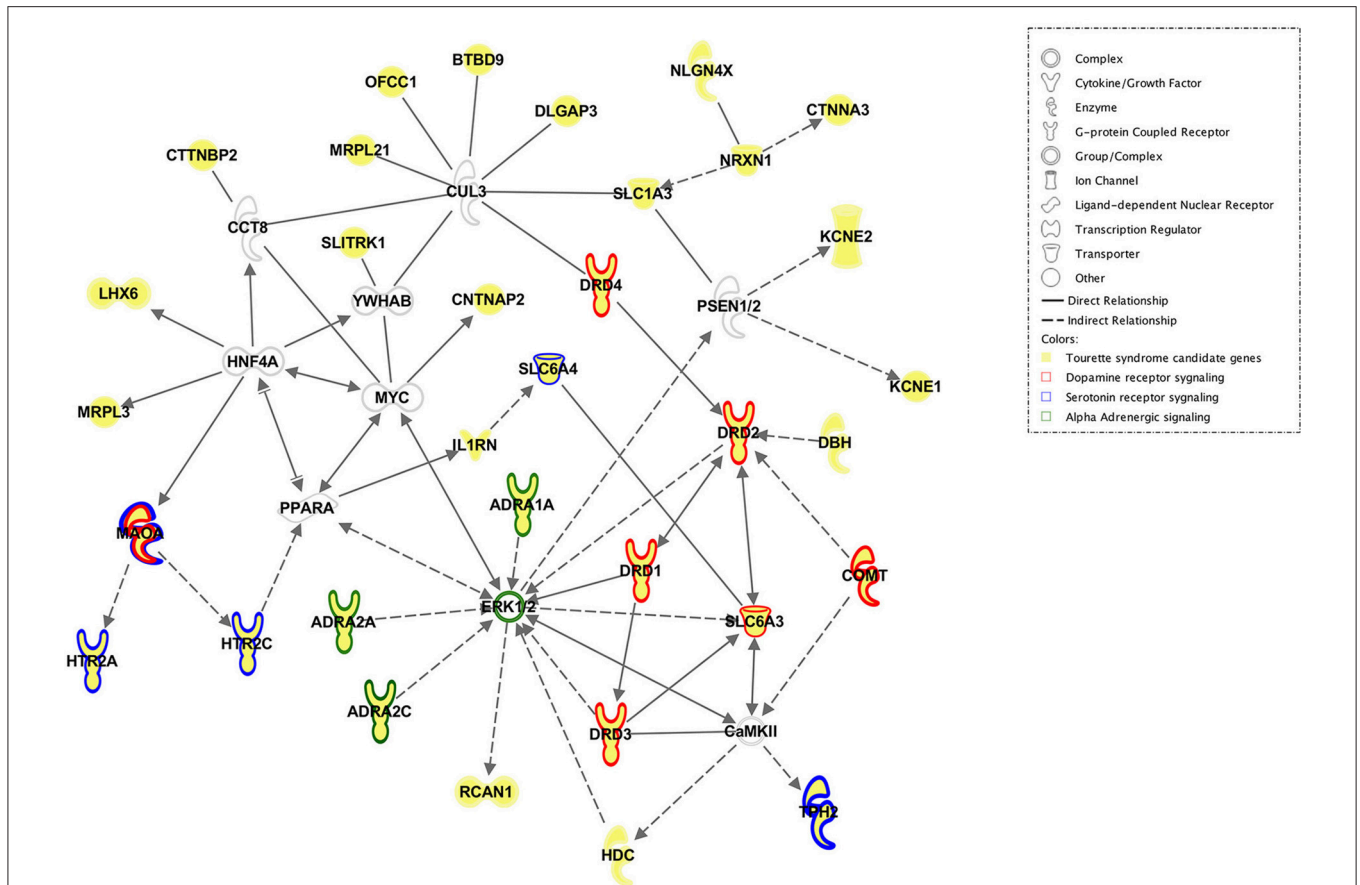 BTBD9
OFCC1
NLGN4X
DLGAP3
CTNNA3
MRPL21
CTTNBP2
NRXN1
CUL3
SLC1A3
CCT8
SLITRK1
KCNE2
DRD4
LHX6
YWHAB
CNTNAP2
PSEN1/2
HNF4A
SLC6A4
KCNE1
MYC
MRPL3
DRD2
DBH
IL1RN
PPARA
ADRA1A
MAOA
DRD1
COMT
ERK1/2
ADRA2A
SLC6A3
HTR2C
HTR2A
ADRA2C
DRD3
CaMKII
RCAN1
TPH2
HDC
Complex
Cytokine/Growth Factor
Enzyme
G-protein Coupled Receptor
Group/Complex
Ion Channel
Ligand-dependent Nuclear Receptor
Transcription Regulator
Transporter
Other
Direct Relationship
Indirect Relationship
Colors:
Tourette syndrome candidate genes
Dopamine receptor sygnaling
Serotonin receptor sygnaling
Alpha Adrenergic signaling